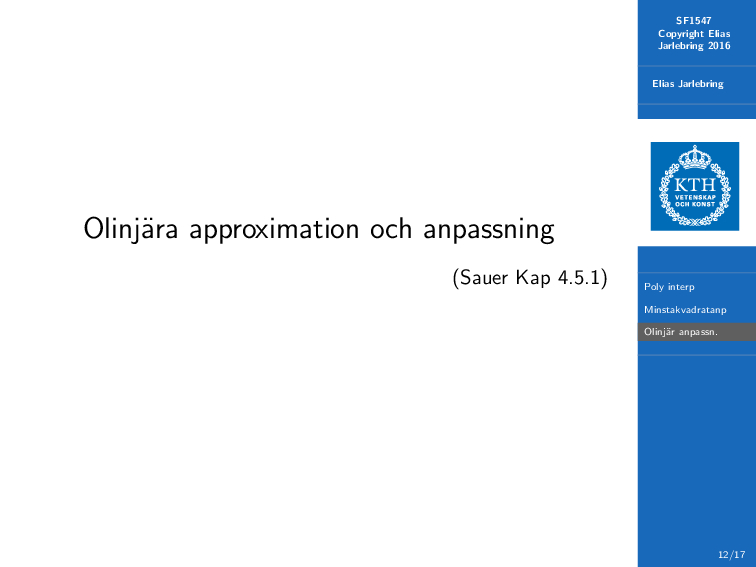 Olinjära approximation och anpassning
(Sauer Kap 4.5.1)
SF1547
Copyright Elias
Jarlebring 2016
Elias Jarlebring
KTH
VETENSKAP
OCH KONST
Poly interp
Minstakvadratanp
Olinjär anpassn.
12/17